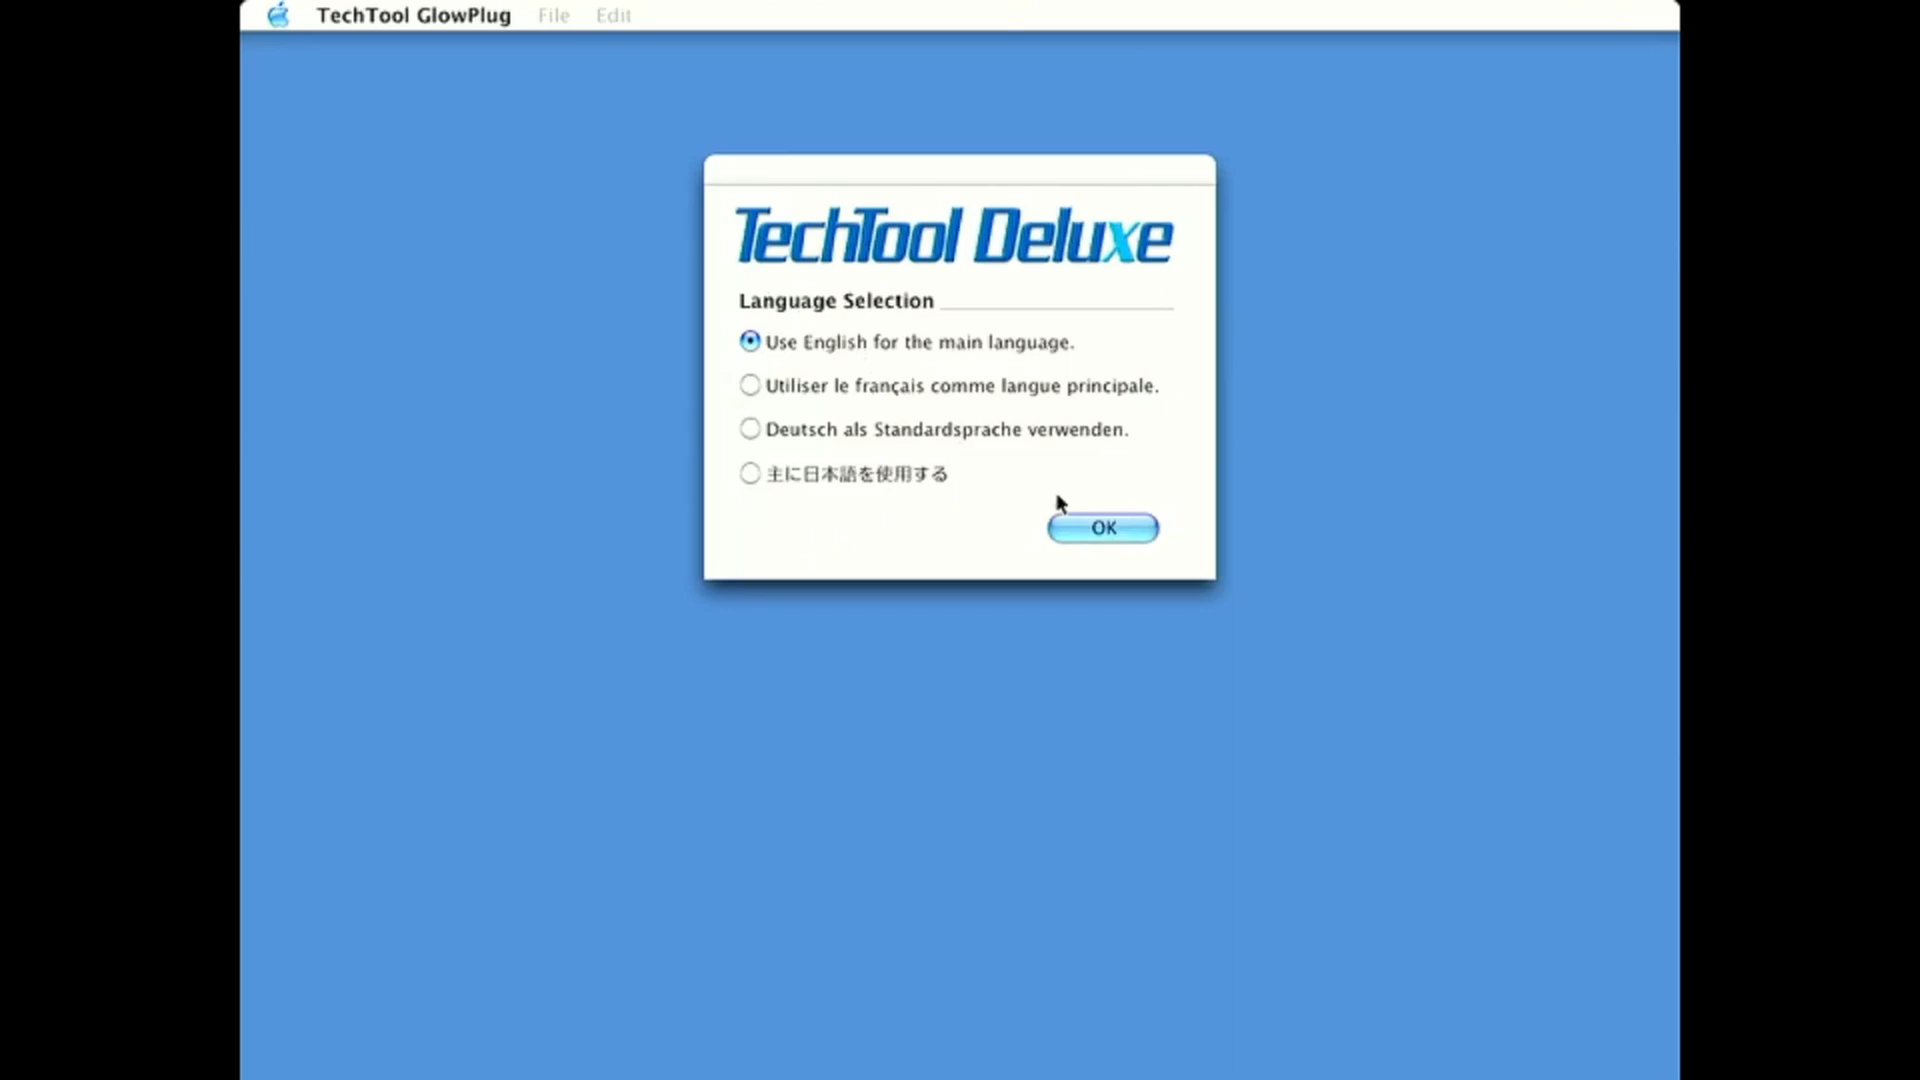 TechTool GlowPlug File Edit
TechTool Deluxe
Language Selection
Use English for the main language.
Utiliser le français comme langue principale.
Deutsch als Standardsprache verwenden.
主に日本語を使用する
OK